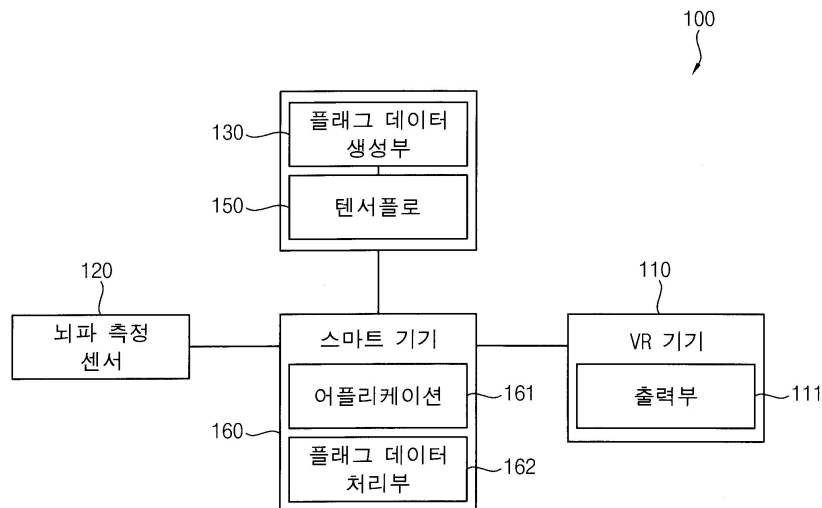 100
130
플래그 데이터
생성부
150
텐서플로
120
뇌파 측정
센서
스마트 기기
어플리케이션
161
160
플래그 데이터
처리부
162
110
VR 기기
출력부
111